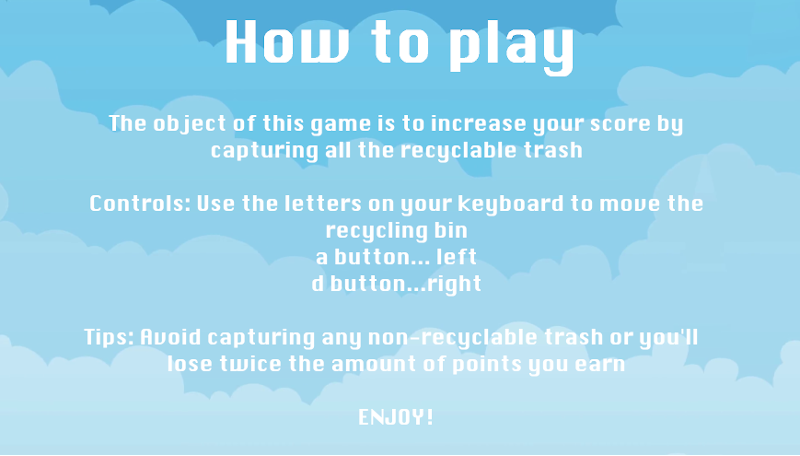 How to play
The object of this game is to increase your score by
capturing all the recyclable trash
Controls: Use the letters on your keyboard to move the
recycling bin
a button... left
d button...right
Tips: Avoid capturing any non-recyclable trash or you'll
lose twice the amount of points you earn
ENJOY!